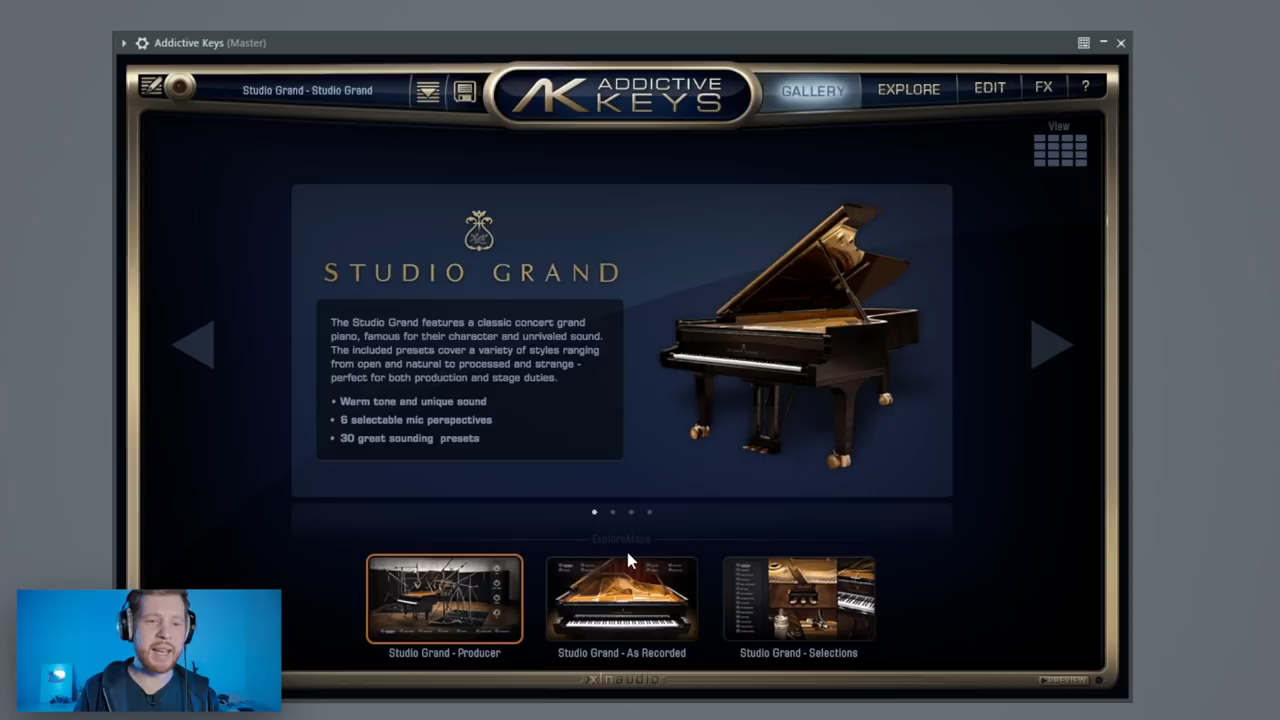 Addictive Keys (Master)
Studio Grand - Studio Grand
ADDICTIVE
KEYS
GALLERY
EXPLORE
EDIT
FX
?
View
STUDIO GRAND
The Studio Grand features a classic concert grand
piano, famous for their character and unrivaled sound.
The included presets cover a variety of styles ranging
from open and natural to processed and strange -
perfect for both production and stage duties.
• Warm tone and unique sound
• 6 selectable mic perspectives
• 30 great sounding presets
ExploreMaps
Studio Grand - Producer
Studio Grand - As Recorded
Studio Grand - Selections
xlnaudio
PREVIEW